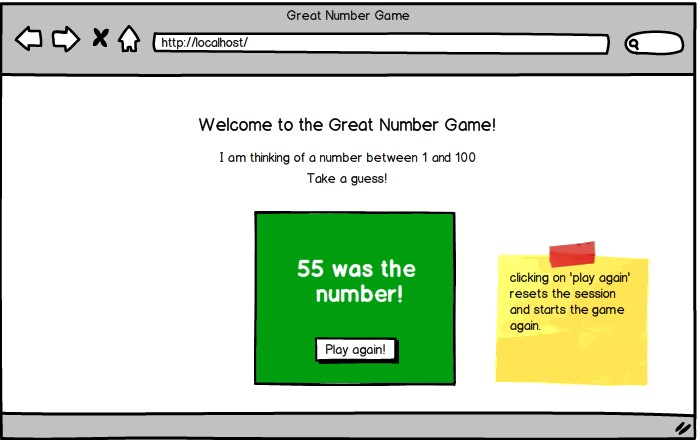 Great Number Game
http://localhost/
Welcome to the Great Number Game!
I am thinking of a number between 1 and 100
Take a guess!
55 was the
number!
Play again!
clicking on 'play again'
resets the session
and starts the game
again.